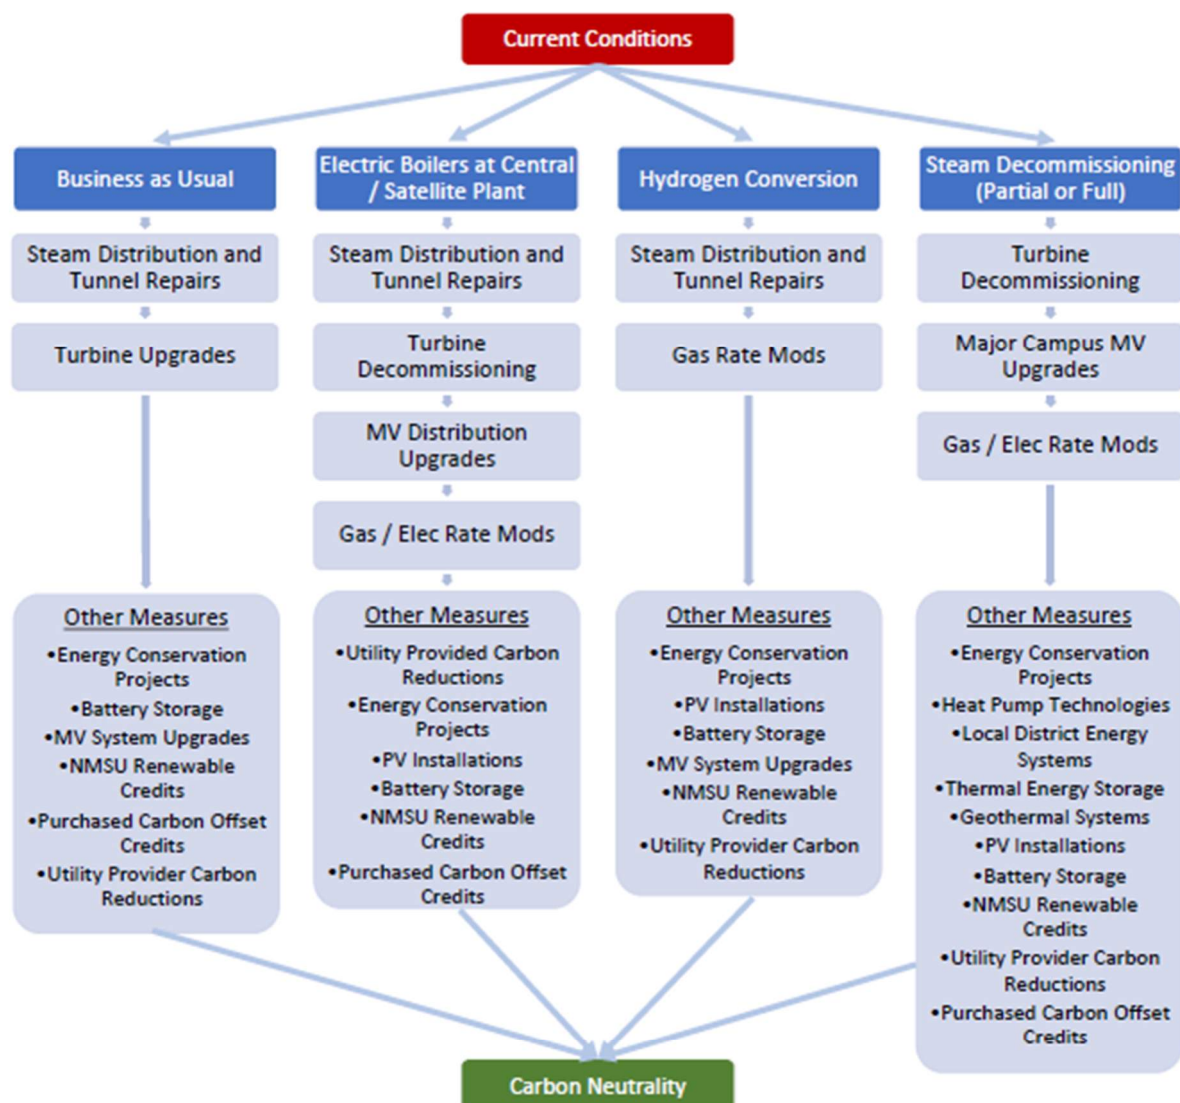 Current Conditions
Business as Usual
Steam Distribution and
Tunnel Repairs
Turbine Upgrades
Other Measures
•Energy Conservation
Projects
•Battery Storage
•MV System Upgrades
•NMSU Renewable
Credits
•Purchased Carbon Offset
Credits
•Utility Provider Carbon
Reductions
Electric Boilers at Central
/ Satellite Plant
Steam Distribution and
Tunnel Repairs
Turbine
Decommissioning
MV Distribution
Upgrades
Gas / Elec Rate Mods
Other Measures
•Utility Provided Carbon
Reductions
•Energy Conservation
Projects
•PV Installations
•Battery Storage
•NMSU Renewable
Credits
•Purchased Carbon Offset
Credits
Hydrogen Conversion
Steam Distribution and
Tunnel Repairs
Gas Rate Mods
Other Measures
•Energy Conservation
Projects
•PV Installations
•Battery Storage
•MV System Upgrades
•NMSU Renewable
Credits
•Utility Provider Carbon
Reductions
Steam Decommissioning
(Partial or Full)
Turbine
Decommissioning
Major Campus MV
Upgrades
Gas / Elec Rate Mods
Other Measures
•Energy Conservation
Projects
•Heat Pump Technologies
•Local District Energy
Systems
•Thermal Energy Storage
•Geothermal Systems
•PV Installations
•Battery Storage
•NMSU Renewable
Credits
•Utility Provider Carbon
Reductions
•Purchased Carbon Offset
Credits
Carbon Neutrality